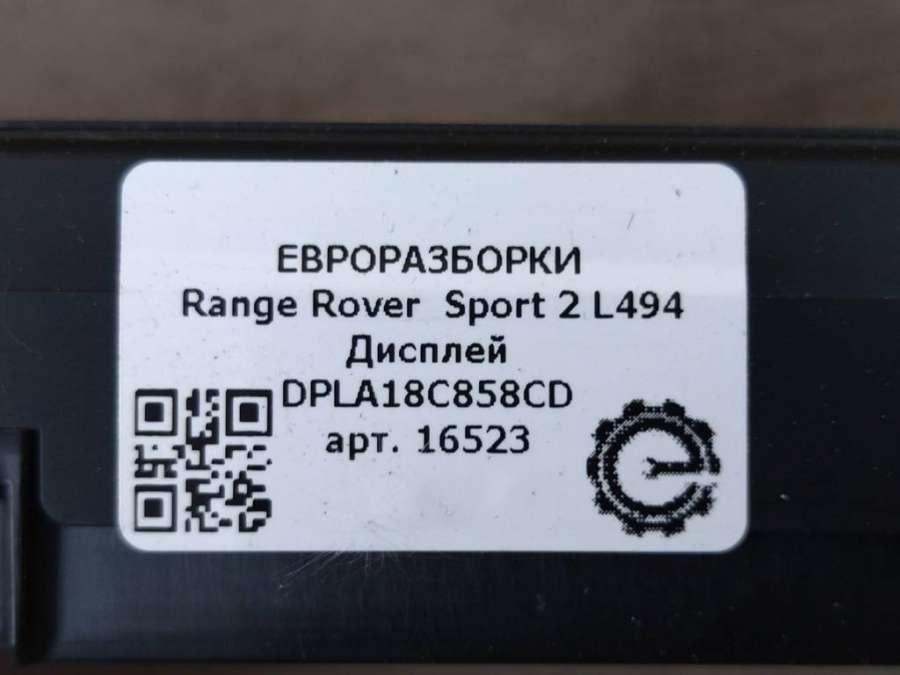 ЕВРОРАЗБОРКИ
Range Rover Sport 2 L494
Дисплей
DPLA18C858CD
арт. 16523